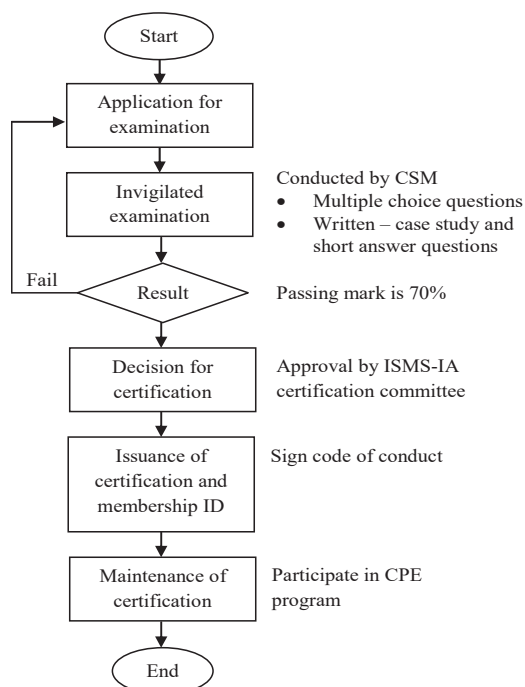 Start
Application for
examination
Invigilated
examination
Conducted by CSM
• Multiple choice questions
• Written – case study and
short answer questions
Fail
Result
Passing mark is 70%
Decision for
certification
Approval by ISMS-IA
certification committee
Issuance of
certification and
membership ID
Sign code of conduct
Maintenance of
certification
Participate in CPE
program
End